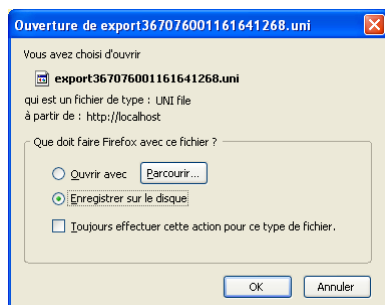 Ouverture de export367076001161641268.uni
Vous avez choisi d'ouvrir
export367076001161641268.uni
qui est un fichier de type : UNI file
à partir de : http://localhost
Que doit faire Firefox avec ce fichier ?
Ouvrir avec Parcourir...
Enregistrer sur le disque
Toujours effectuer cette action pour ce type de fichier.
OK Annuler